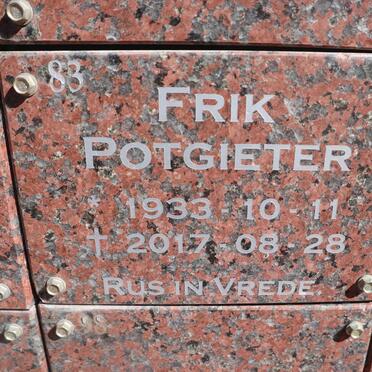 83
FRIK
POTGIETER
* 1933 - 10 - 11
† 2017 - 08 - 28
RUS IN VREDE